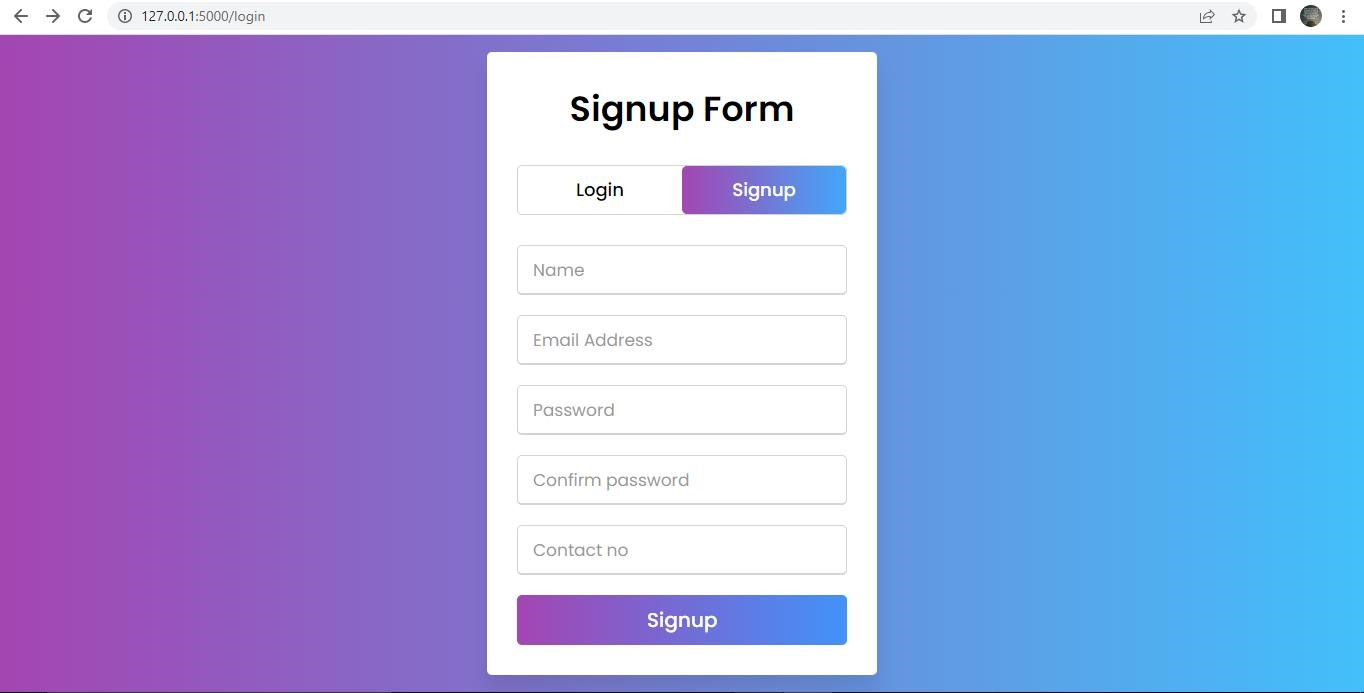 127.0.0.1:5000/login
Signup Form
Login Signup
Name
Email Address
Password
Confirm password
Contact no
Signup